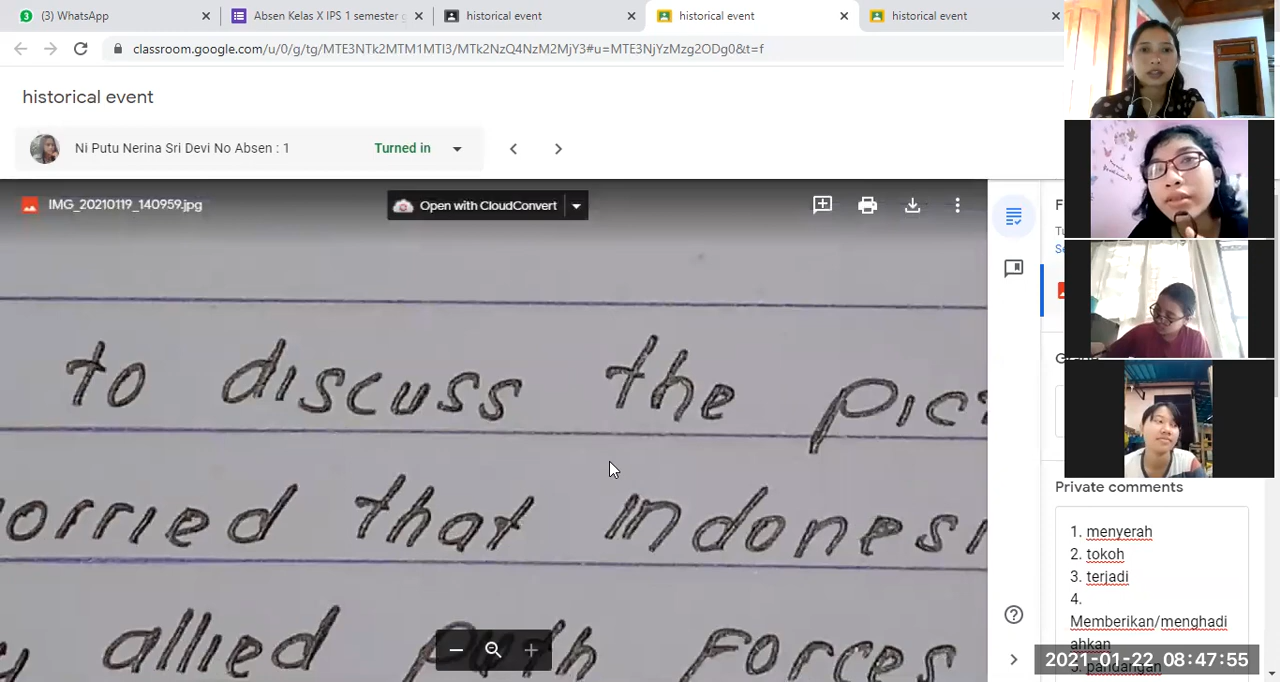 (3) WhatsApp
Absen Kelas X IPS 1 semester g
historical event
historical event
historical event
classroom.google.com/u/0/g/tg/MTE3NTk2MTM1MTI3/MTk2NzQ4NzM2MjY3#u=MTE3NjYzMzg2ODg0&t=f
historical event
Ni Putu Nerina Sri Devi No Absen : 1
Turned in
IMG_20210119_140959.jpg
Open with CloudConvert
to discuss the pict
orried that Indonesi
allied forces
Private comments
1. menyerah
2. tokoh
3. terjadi
4.
Memberikan/menghadi
ahkan
5. pandangan
2021-01-22 08:47:55